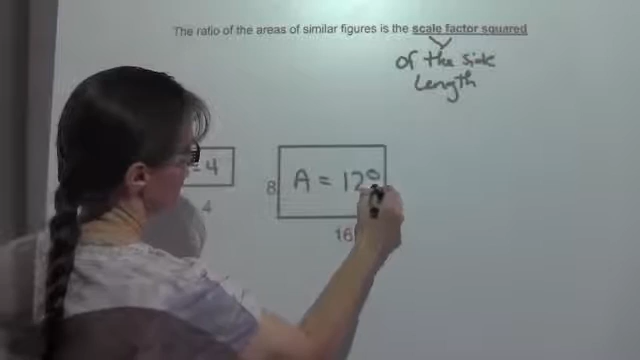 The ratio of the areas of similar figures is the scale factor squared
of the side
length
= 4
8
A = 128
4
16